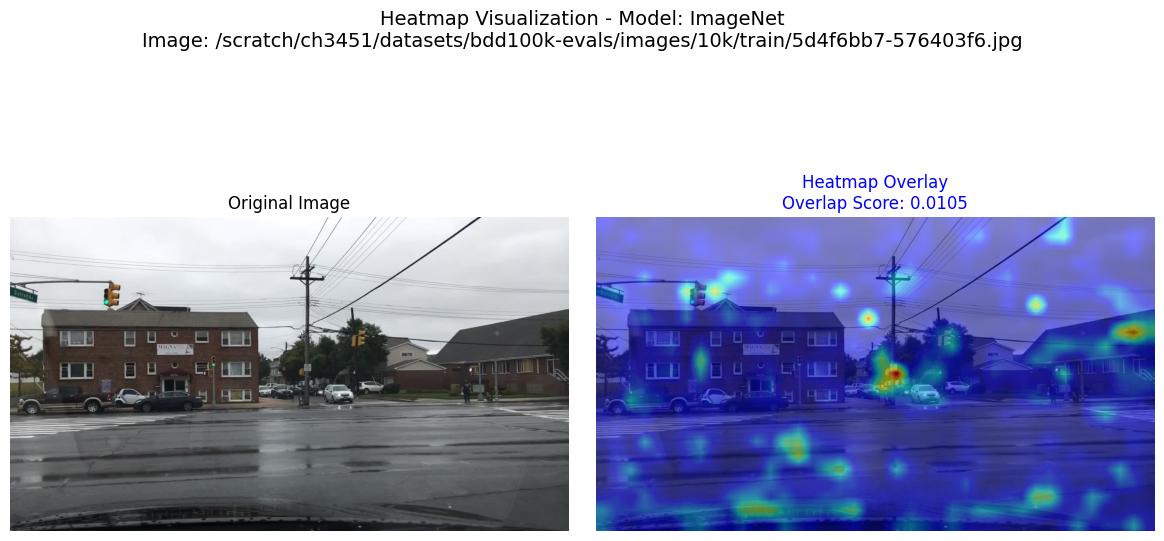 Heatmap Visualization - Model: ImageNet
Image: /scratch/ch3451/datasets/bdd100k-evals/images/10k/train/5d4f6bb7-576403f6.jpg
Original Image
Heatmap Overlay
Overlap Score: 0.0105